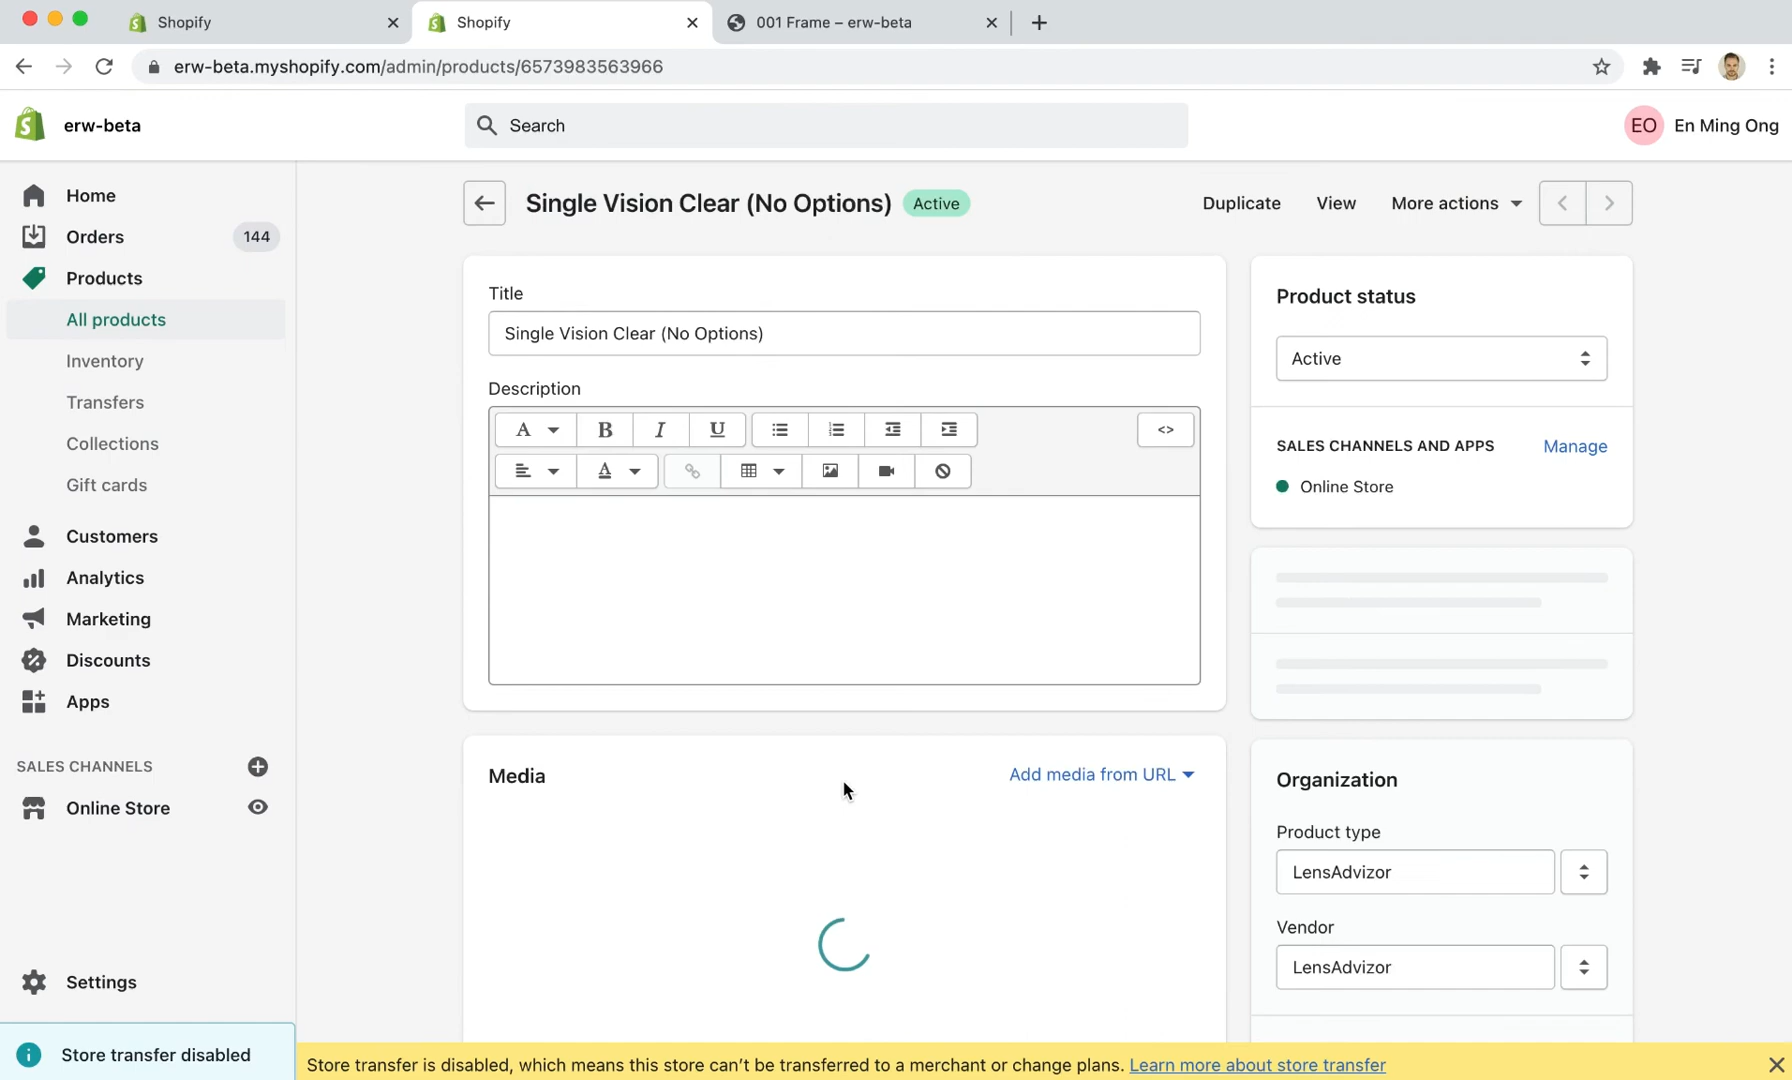 Shopify
Shopify
001 Frame – erw-beta
erw-beta.myshopify.com/admin/products/6573983563966
erw-beta
Search
EO
En Ming Ong
Home
Orders
144
Products
All products
Inventory
Transfers
Collections
Gift cards
Customers
Analytics
Marketing
Discounts
Apps
SALES CHANNELS
Online Store
Settings
Store transfer disabled
Single Vision Clear (No Options)
Active
Duplicate
View
More actions
Title
Single Vision Clear (No Options)
Description
A
B
I
U
<>
A
Media
Add media from URL
Product status
Active
SALES CHANNELS AND APPS
Manage
Online Store
Organization
Product type
LensAdvizor
Vendor
LensAdvizor
Store transfer is disabled, which means this store can't be transferred to a merchant or change plans. Learn more about store transfer